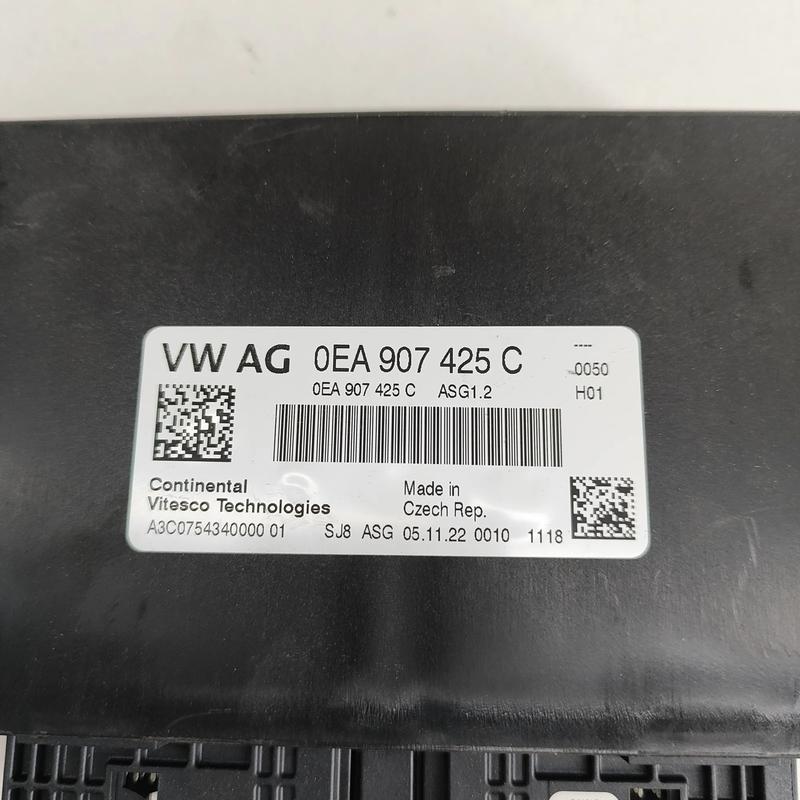 VW AG 0EA 907 425 C
----
0EA 907 425 C ASG1.2
0050
H01
Continental
Vitesco Technologies
Made in
Czech Rep.
A3C0754340000 01 SJ8 ASG 05.11.22 0010 1118